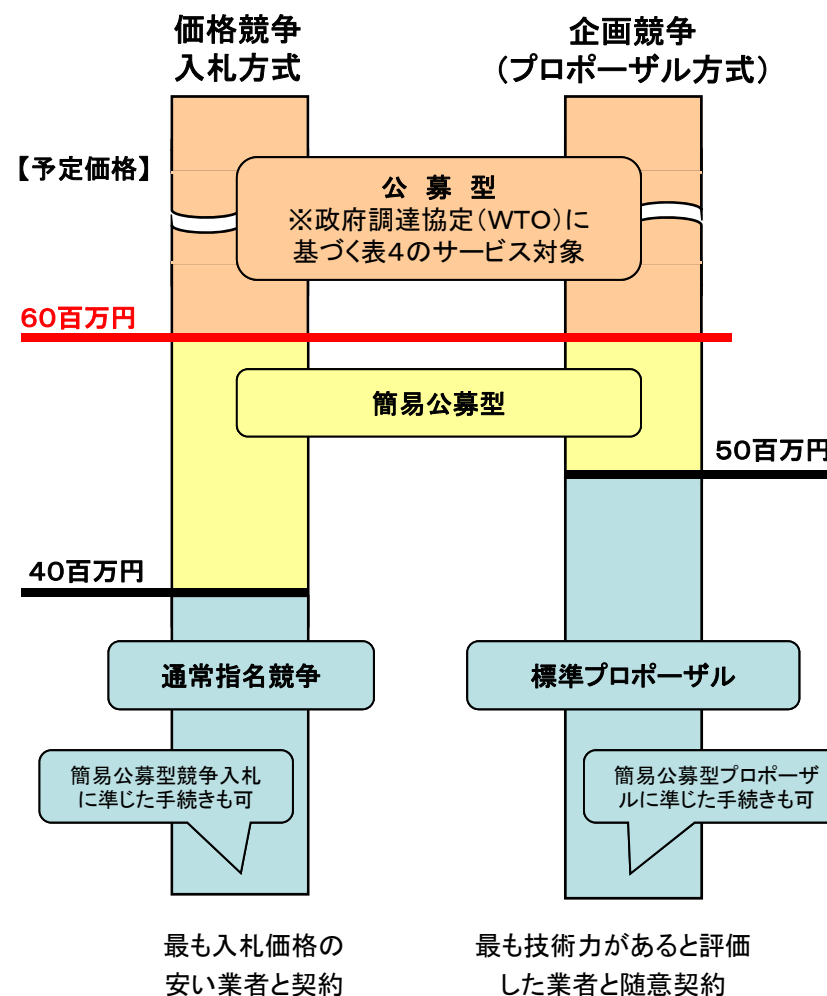 価格競争
入札方式
企画競争
（プロポーザル方式）
【予定価格】
公 募 型
※政府調達協定（WTO）に
基づく表４のサービス対象
60百万円
簡易公募型
50百万円
40百万円
通常指名競争
標準プロポーザル
簡易公募型競争入札
に準じた手続きも可
簡易公募型プロポーザ
ルに準じた手続きも可
最も入札価格の
安い業者と契約
最も技術力があると評価
した業者と随意契約